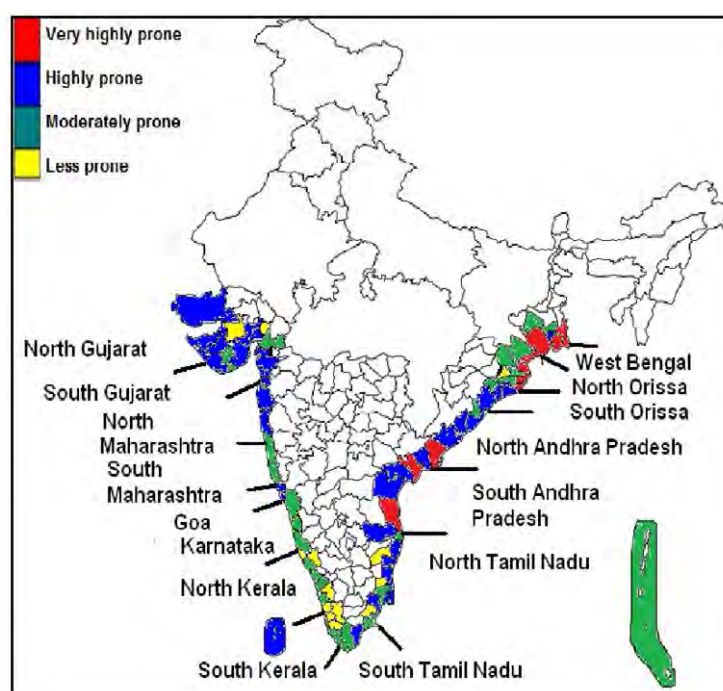 Very highly prone
Highly prone
Moderately prone
Less prone
North Gujarat
South Gujarat
North
Maharashtra
South
Maharashtra
Goa
Karnataka
North Kerala
South Kerala
South Tamil Nadu
West Bengal
North Orissa
South Orissa
North Andhra Pradesh
South Andhra
Pradesh
North Tamil Nadu